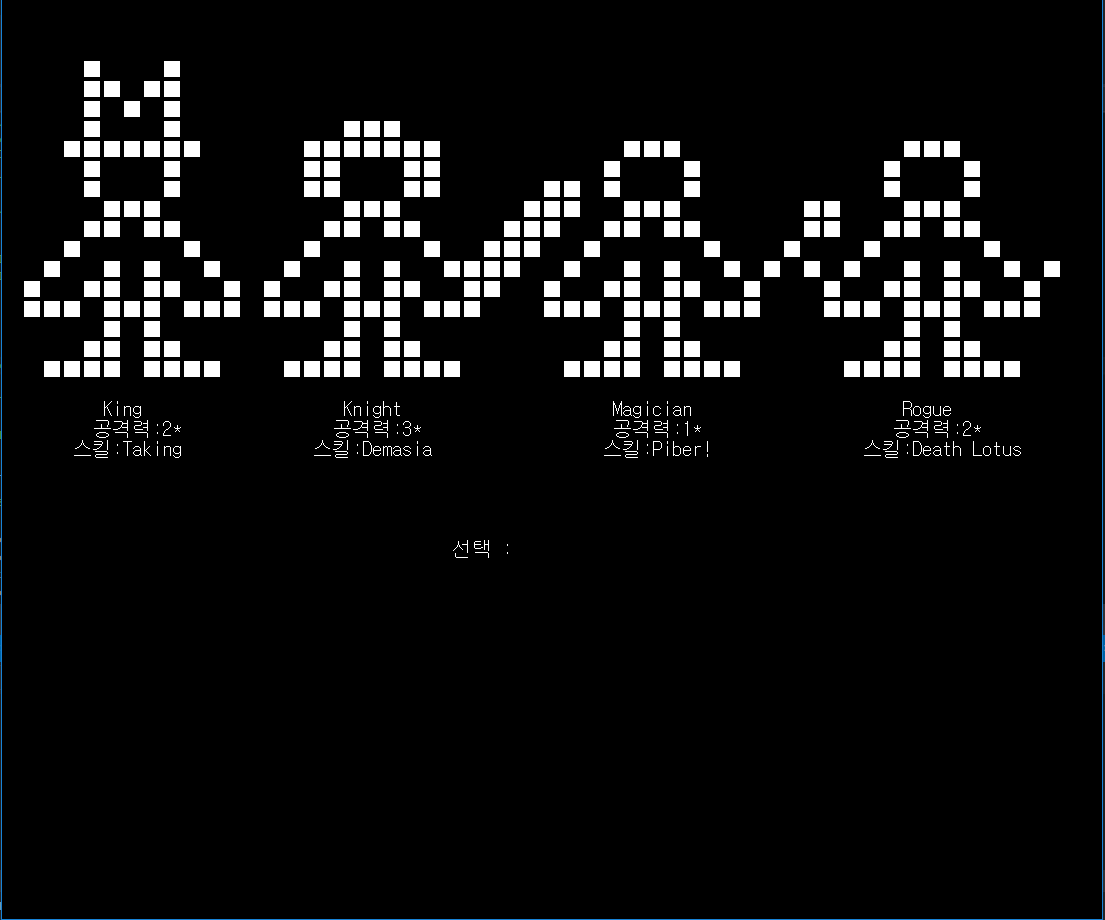 King
공격력:2*
스킬:Taking
Knight
공격력:3*
스킬:Demasia
Magician
공격력:1*
스킬:Piber!
Rogue
공격력:2*
스킬:Death Lotus
선택 :